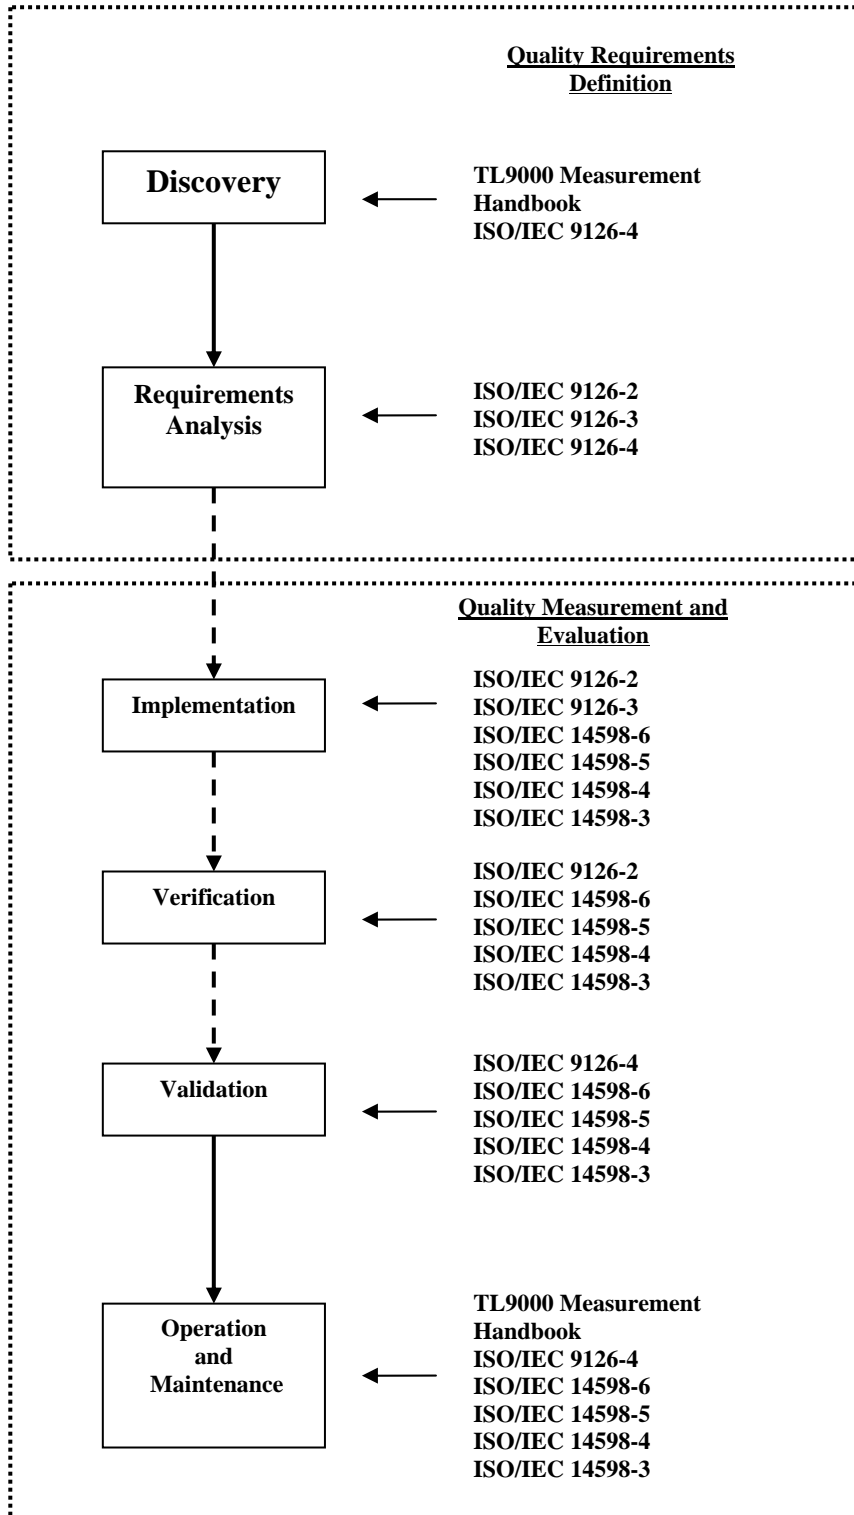 Quality Requirements
Definition
Discovery
TL9000 Measurement
Handbook
ISO/IEC 9126-4
Requirements
Analysis
ISO/IEC 9126-2
ISO/IEC 9126-3
ISO/IEC 9126-4
Quality Measurement and
Evaluation
Implementation
ISO/IEC 9126-2
ISO/IEC 9126-3
ISO/IEC 14598-6
ISO/IEC 14598-5
ISO/IEC 14598-4
ISO/IEC 14598-3
Verification
ISO/IEC 9126-2
ISO/IEC 14598-6
ISO/IEC 14598-5
ISO/IEC 14598-4
ISO/IEC 14598-3
Validation
ISO/IEC 9126-4
ISO/IEC 14598-6
ISO/IEC 14598-5
ISO/IEC 14598-4
ISO/IEC 14598-3
Operation
and
Maintenance
TL9000 Measurement
Handbook
ISO/IEC 9126-4
ISO/IEC 14598-6
ISO/IEC 14598-5
ISO/IEC 14598-4
ISO/IEC 14598-3